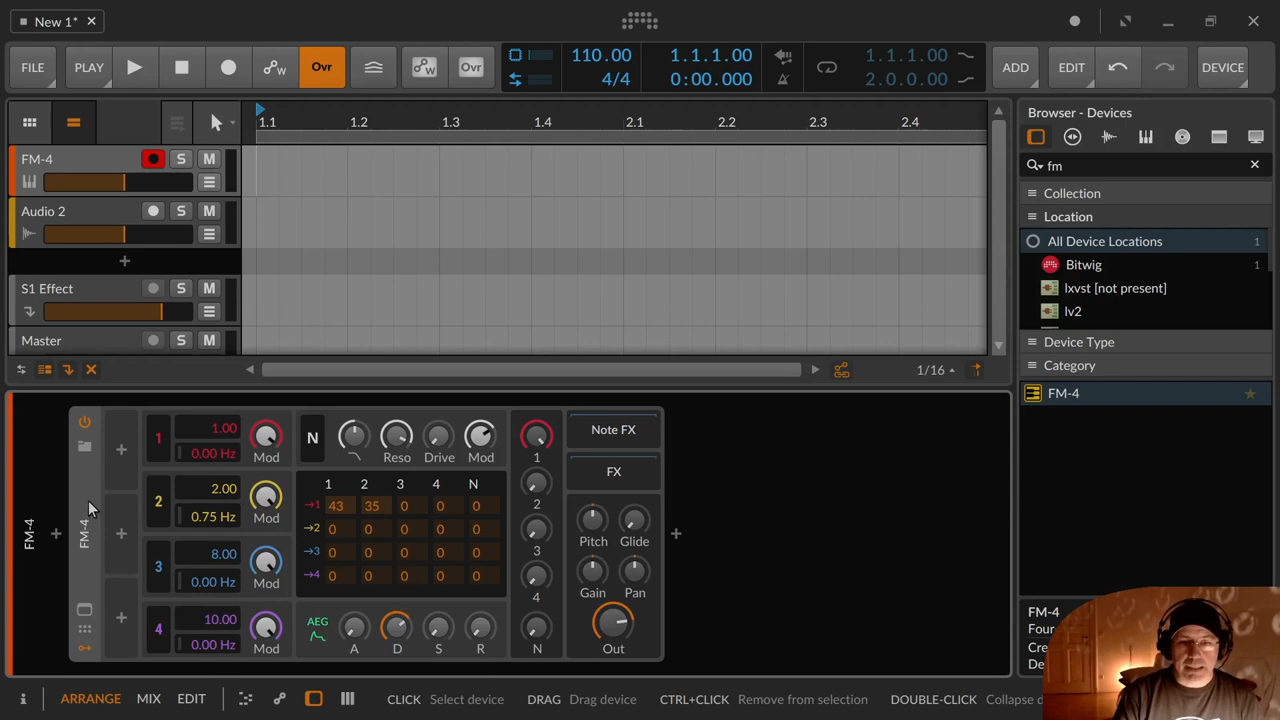 New 1*
FILE PLAY Ovr Ovr 110.00 4/4 1.1.1.00 0:00.000 1.1.1.00 2.0.0.00 ADD EDIT DEVICE
1.1 1.2 1.3 1.4 2.1 2.2 2.3 2.4
FM-4 S M
Audio 2 S M
+
S1 Effect S M
Master S M
1/16
Browser - Devices
fm
Collection
Location
All Device Locations 1
Bitwig 1
lxvst [not present]
lv2
Device Type
Category
FM-4
FM-4
Four
Cre
De
FM-4
FM-4
1 1.00 0.00 Hz Mod
2 2.00 0.75 Hz Mod
3 8.00 0.00 Hz Mod
4 10.00 0.00 Hz Mod
N Reso Drive Mod
1 2 3 4 N
→1 43 35 0 0 0
→2 0 0 0 0 0
→3 0 0 0 0 0
→4 0 0 0 0 0
AEG A D S R
1
2
3
4
N
Note FX
FX
Pitch Glide
Gain Pan
Out
i ARRANGE MIX EDIT CLICK Select device DRAG Drag device CTRL+CLICK Remove from selection DOUBLE-CLICK Collapse d